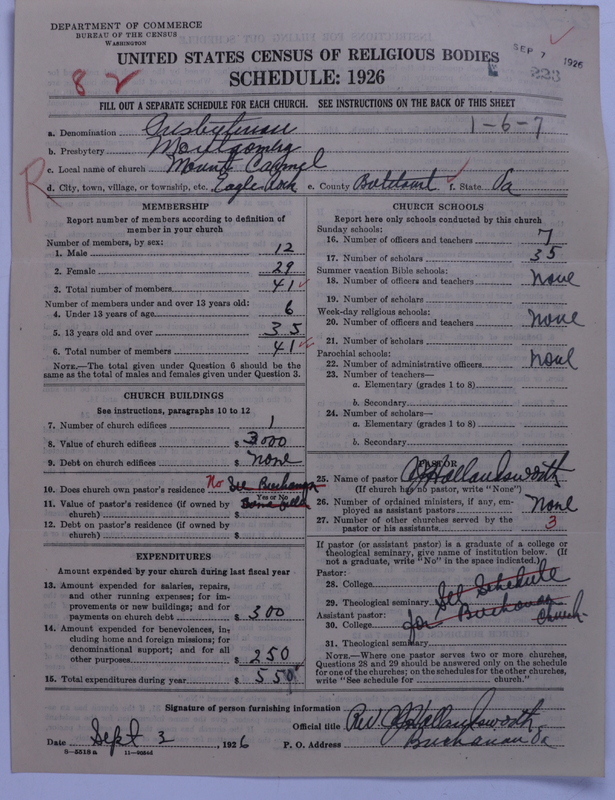 DEPARTMENT OF COMMERCE
BUREAU OF THE CENSUS
WASHINGTON
UNITED STATES CENSUS OF RELIGIOUS BODIES
SEP 7 1926
8 2
SCHEDULE: 1926
223
FILL OUT A SEPARATE SCHEDULE FOR EACH CHURCH. SEE INSTRUCTIONS ON THE BACK OF THIS SHEET
1-6-7
a. Denomination Presbyterian
b. Presbytery Montgomery
c. Local name of church Mount Carmel
R
d. City, town, village, or township, etc. Eagle Rock e. County Botetourt f. State Va
MEMBERSHIP
Report number of members according to definition of member in your church
Number of members, by sex:
1. Male 12
2. Female 29
3. Total number of members 41
Number of members under and over 13 years old:
4. Under 13 years of age 6
5. 13 years old and over 35
6. Total number of members 41
NOTE.—The total given under Question 6 should be same as the total of males and females given under Question 3.
CHURCH BUILDINGS
See instructions, paragraphs 10 to 12
7. Number of church edifices 1
8. Value of church edifices $ 3000
9. Debt on church edifices $ None
10. Does church own pastor's residence No See Buchanan
Yes or No
11. Value of pastor's residence (if owned by church) $
12. Debt on pastor's residence (if owned by church) $
EXPENDITURES
Amount expended by your church during last fiscal year
13. Amount expended for salaries, repairs, and other running expenses; for improvements or new buildings; and for payments on church debt $ 300
14. Amount expended for benevolences, including home and foreign missions; for denominational support; and for all other purposes $ 250
15. Total expenditures during year $ 550
CHURCH SCHOOLS
Report here only schools conducted by this church
Sunday schools:
16. Number of officers and teachers 7
17. Number of scholars 35
Summer vacation Bible schools:
18. Number of officers and teachers None
19. Number of scholars
Week-day religious schools:
20. Number of officers and teachers None
21. Number of scholars
Parochial schools:
22. Number of administrative officers None
23. Number of teachers—
a. Elementary (grades 1 to 8)
b. Secondary
24. Number of scholars—
a. Elementary (grades 1 to 8)
b. Secondary
PASTOR
25. Name of pastor Hollandsworth
(If church has no pastor, write "None")
26. Number of ordained ministers, if any, employed as assistant pastors None
27. Number of other churches served by the pastor or his assistants 3
If pastor (or assistant pastor) is a graduate of a college or theological seminary, give name of institution below. (If not a graduate, write "No" in the space indicated.)
Pastor:
28. College
29. Theological seminary See Schedule
Assistant pastor: for Buchanan Church
30. College
31. Theological seminary
NOTE.—Where one pastor serves two or more churches, Questions 28 and 29 should be answered only on the schedule for one of the churches; on the schedules for the other churches, write "See schedule for church."
Signature of person furnishing information
Official title Rev Hollandsworth
Date Sept 3, 1926 P. O. Address Buchanan Va
8-5518a